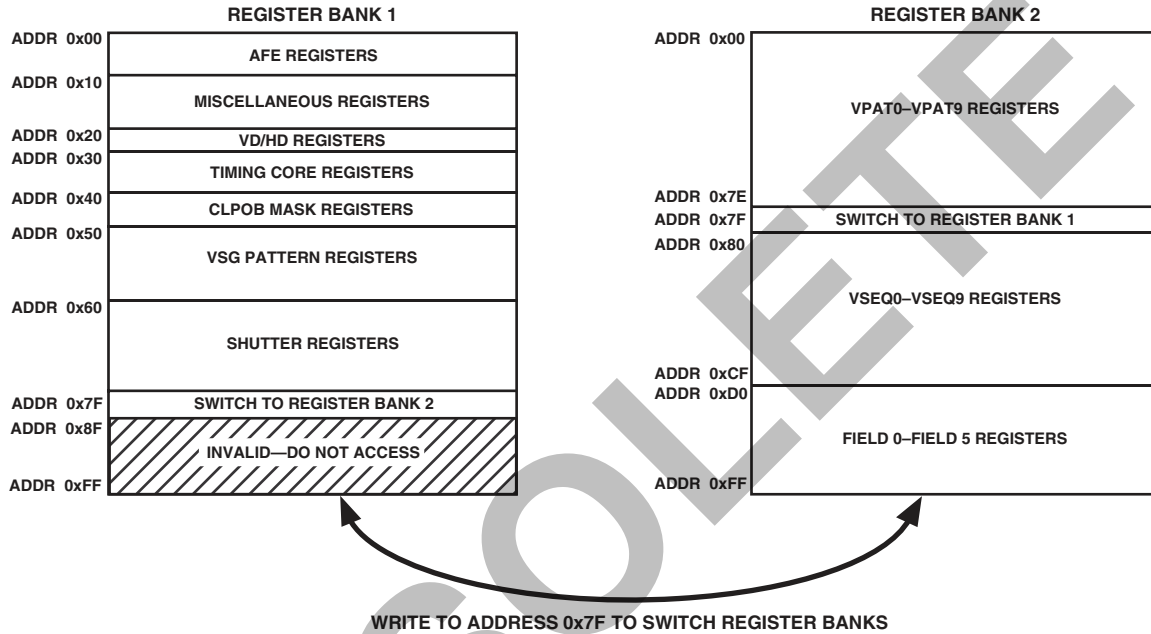 REGISTER BANK 1
ADDR 0x00
AFE REGISTERS
ADDR 0x10
MISCELLANEOUS REGISTERS
ADDR 0x20
VD/HD REGISTERS
ADDR 0x30
TIMING CORE REGISTERS
ADDR 0x40
CLPOB MASK REGISTERS
ADDR 0x50
VSG PATTERN REGISTERS
ADDR 0x60
SHUTTER REGISTERS
ADDR 0x7F
SWITCH TO REGISTER BANK 2
ADDR 0x8F
INVALID—DO NOT ACCESS
ADDR 0xFF
REGISTER BANK 2
ADDR 0x00
VPAT0–VPAT9 REGISTERS
ADDR 0x7E
ADDR 0x7F
SWITCH TO REGISTER BANK 1
ADDR 0x80
VSEQ0–VSEQ9 REGISTERS
ADDR 0xCF
ADDR 0xD0
FIELD 0–FIELD 5 REGISTERS
ADDR 0xFF
WRITE TO ADDRESS 0x7F TO SWITCH REGISTER BANKS
SOLETE